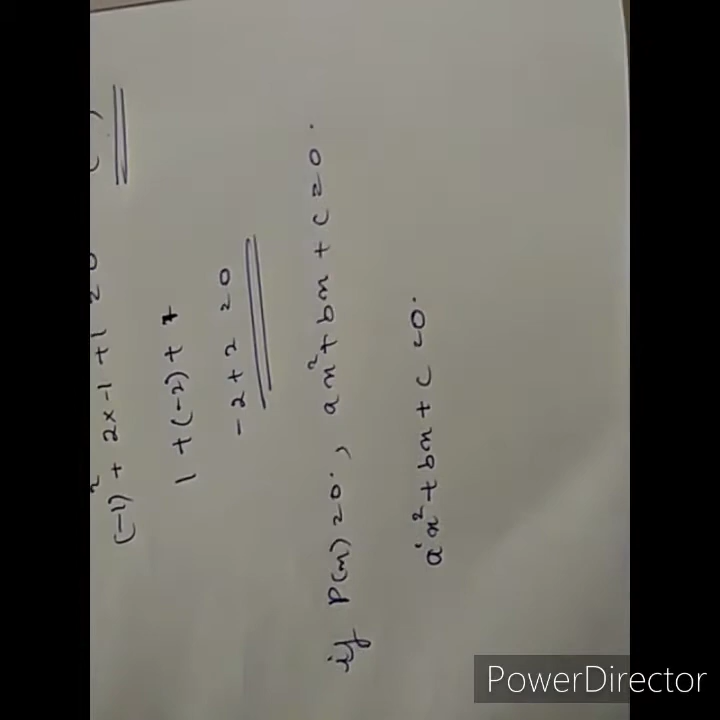 (-1)² + 2x-1 +1 = 0
1 + (-2) + 1
-2 + 2 = 0
if P(x) = 0 , ax² + bx + c = 0 .
ax² + bx + c = 0 .
PowerDirector